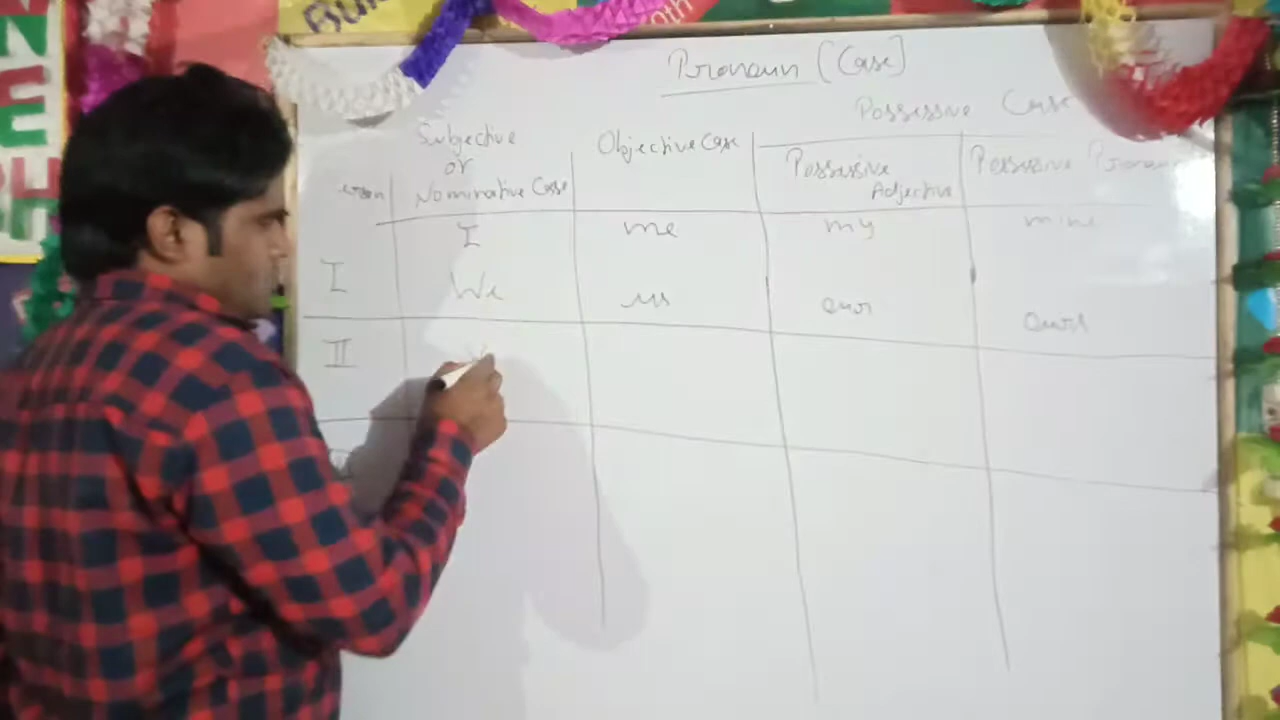 Pronoun (Case)
Possessive Case
Subjective
or
Nominative Case
Objective Case
Possessive
Adjective
Possessive Pronoun
I me my mine
I
We us our ours
II
N
E